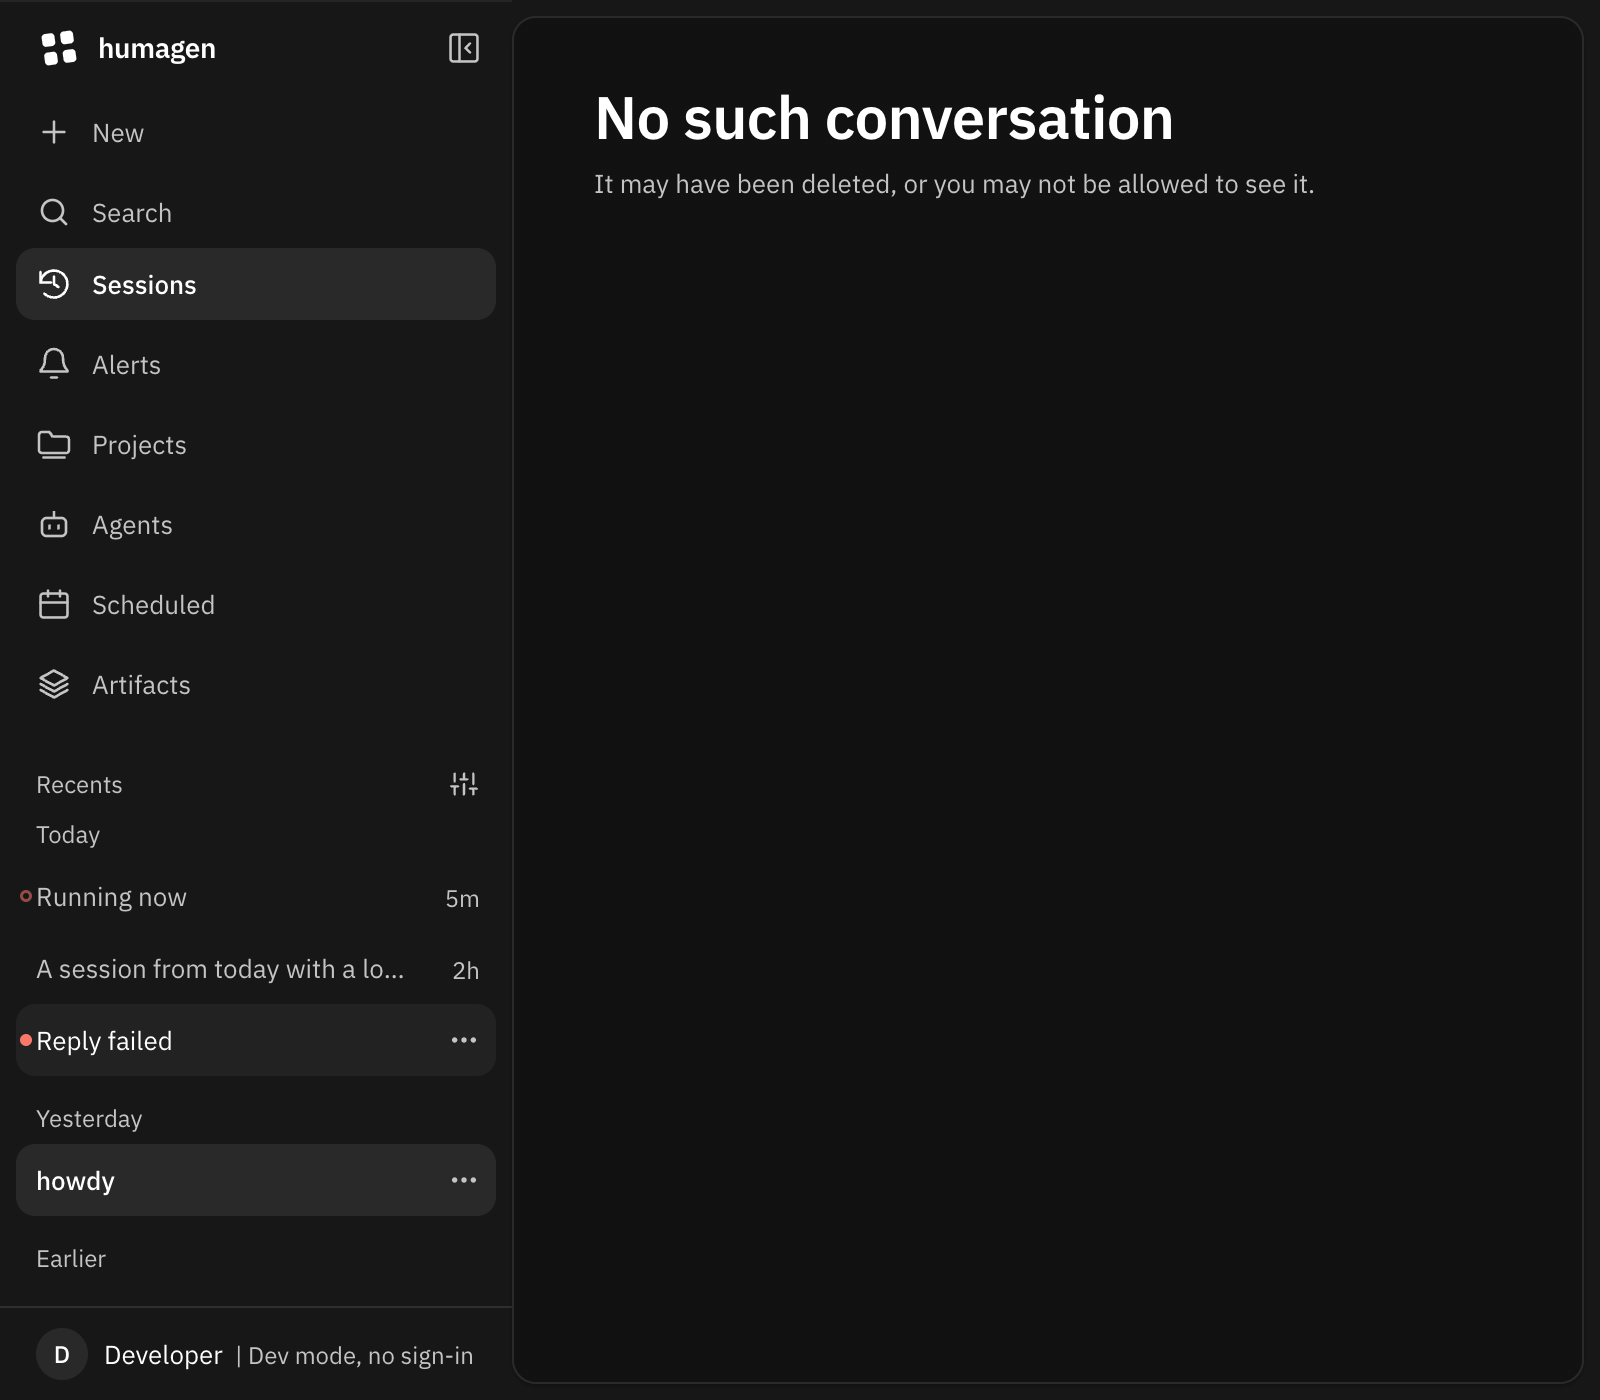 humagen
New
Search
Sessions
Alerts
Projects
Agents
Scheduled
Artifacts
Recents
Today
Running now 5m
A session from today with a lo... 2h
Reply failed
Yesterday
howdy
Earlier
D Developer | Dev mode, no sign-in
No such conversation
It may have been deleted, or you may not be allowed to see it.